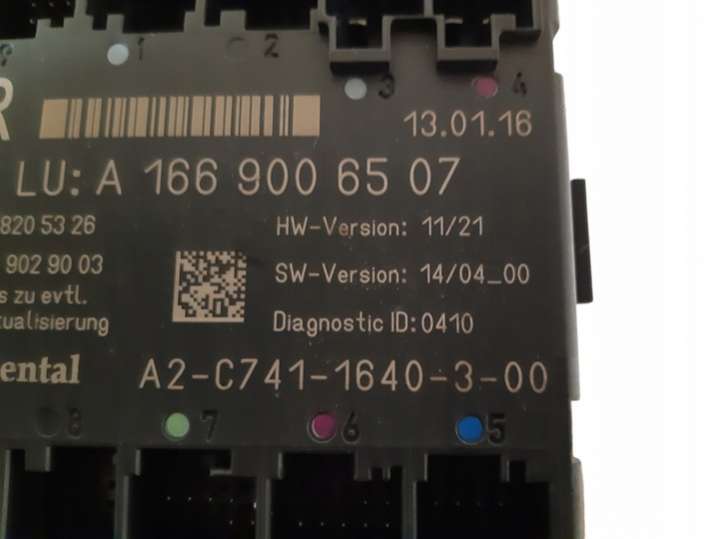 1 2
3 4
R
13.01.16
LU: A 166 900 65 07
820 53 26
HW-Version: 11/21
902 90 03
SW-Version: 14/04_00
s zu evtl.
tualisierung
Diagnostic ID: 0410
ental
A2-C741-1640-3-00
8 7 6 5